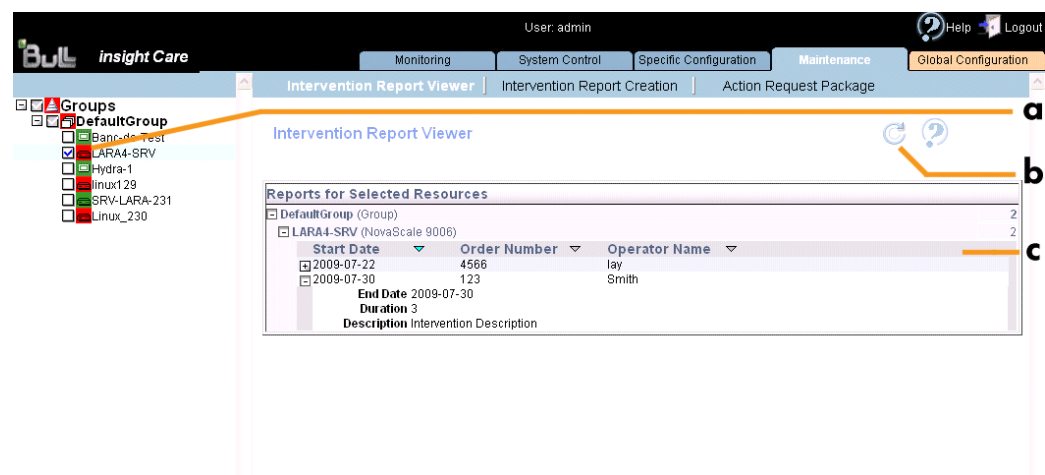 User: admin
Help Logout
Bull insight Care
Monitoring System Control Specific Configuration Maintenance Global Configuration
Intervention Report Viewer Intervention Report Creation Action Request Package
Groups
DefaultGroup
Banc-de-Test
LARA4-SRV
Hydra-1
linux129
SRV-LARA-231
Linux_230
Intervention Report Viewer
a
b
Reports for Selected Resources
DefaultGroup (Group) 2
LARA4-SRV (NovaScale 9006) 2
Start Date Order Number Operator Name
c
2009-07-22 4566 lay
2009-07-30 123 Smith
End Date 2009-07-30
Duration 3
Description Intervention Description